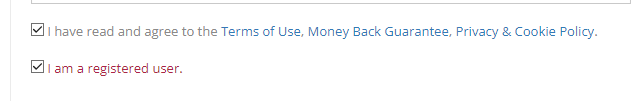 I have read and agree to the Terms of Use, Money Back Guarantee, Privacy & Cookie Policy.
I am a registered user.